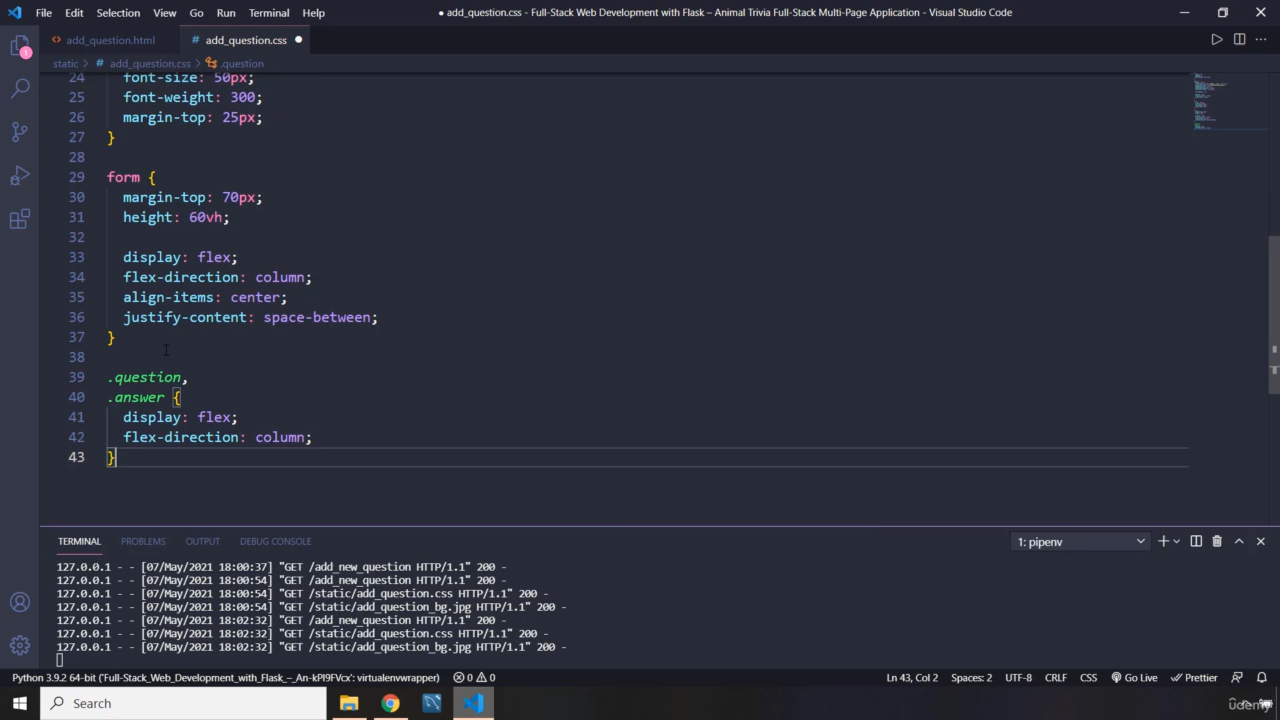 File Edit Selection View Go Run Terminal Help
● add_question.css - Full-Stack Web Development with Flask – Animal Trivia Full-Stack Multi-Page Application - Visual Studio Code
<> add_question.html
# add_question.css ●
static > # add_question.css > .question
24 font-size: 50px;
25 font-weight: 300;
26 margin-top: 25px;
27 }
28
29 form {
30 margin-top: 70px;
31 height: 60vh;
32
33 display: flex;
34 flex-direction: column;
35 align-items: center;
36 justify-content: space-between;
37 }
38
39 .question,
40 .answer {
41 display: flex;
42 flex-direction: column;
43 }
TERMINAL PROBLEMS OUTPUT DEBUG CONSOLE
1: pipenv
127.0.0.1 - - [07/May/2021 18:00:37] "GET /add_new_question HTTP/1.1" 200 -
127.0.0.1 - - [07/May/2021 18:00:54] "GET /add_new_question HTTP/1.1" 200 -
127.0.0.1 - - [07/May/2021 18:00:54] "GET /static/add_question.css HTTP/1.1" 200 -
127.0.0.1 - - [07/May/2021 18:00:54] "GET /static/add_question_bg.jpg HTTP/1.1" 200 -
127.0.0.1 - - [07/May/2021 18:02:32] "GET /add_new_question HTTP/1.1" 200 -
127.0.0.1 - - [07/May/2021 18:02:32] "GET /static/add_question.css HTTP/1.1" 200 -
127.0.0.1 - - [07/May/2021 18:02:32] "GET /static/add_question_bg.jpg HTTP/1.1" 200 -
Python 3.9.2 64-bit ('Full-Stack_Web_Development_with_Flask_–_An-kPI9FVcx': virtualenvwrapper) 0 0 Ln 43, Col 2 Spaces: 2 UTF-8 CRLF CSS Go Live Prettier
Search
udemy